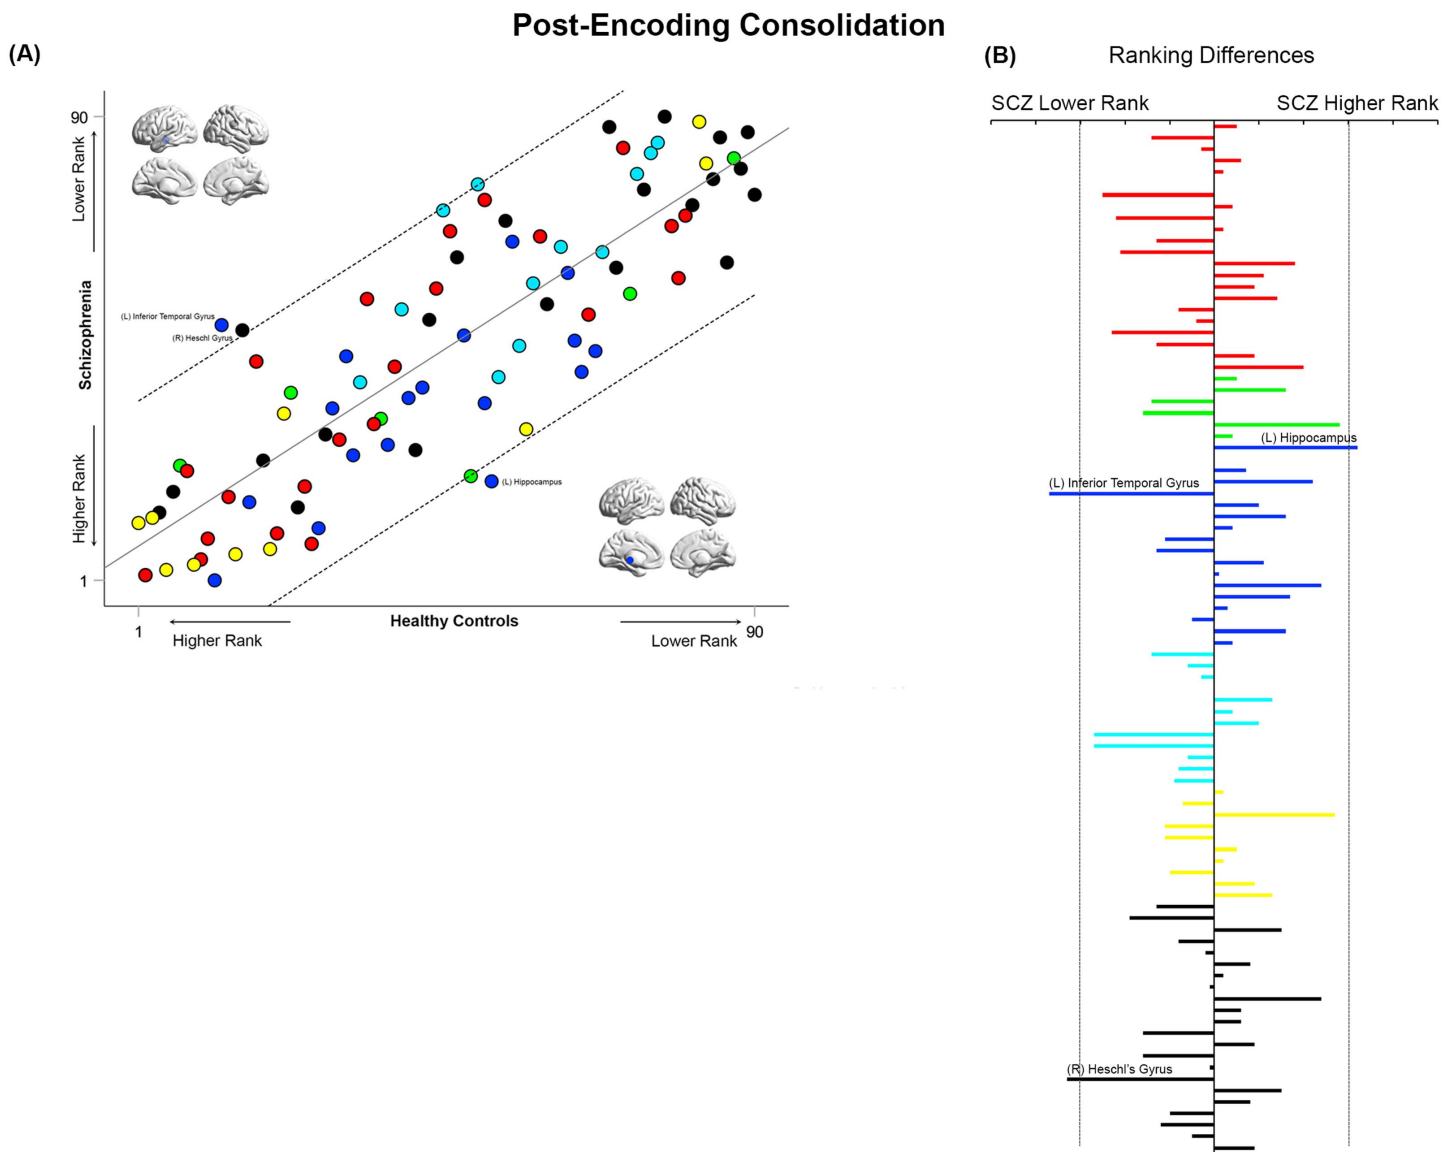 Post-Encoding Consolidation
(A)
90
Lower Rank
Schizophrenia
Higher Rank
1
(L) Inferior Temporal Gyrus
(R) Heschl Gyrus
(L) Hippocampus
1
Higher Rank
Healthy Controls
Lower Rank
90
(B)
Ranking Differences
SCZ Lower Rank
SCZ Higher Rank
(L) Hippocampus
(L) Inferior Temporal Gyrus
(R) Heschl's Gyrus